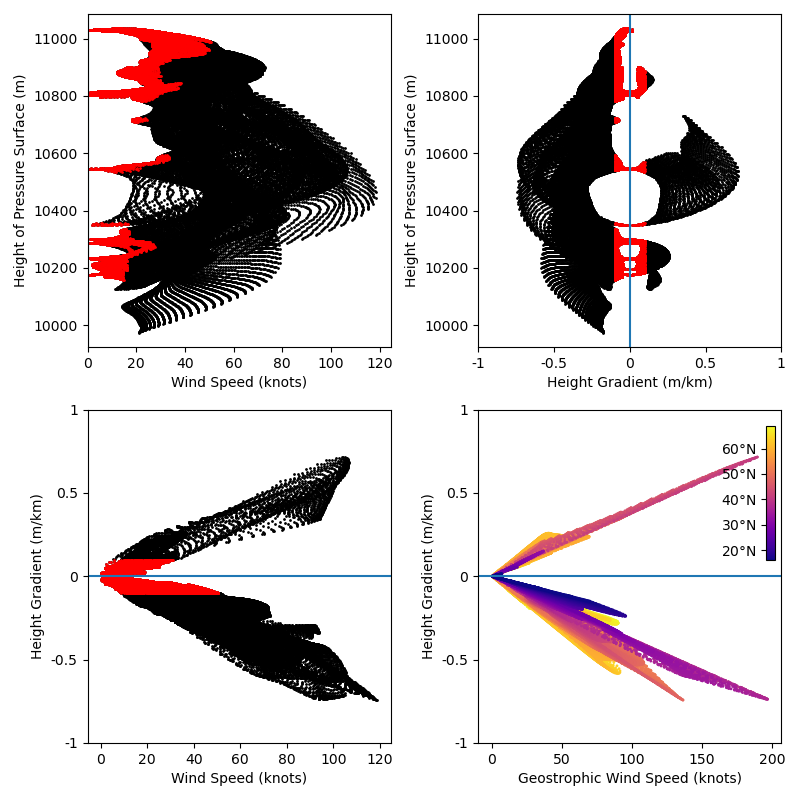 11000
10800
10600
10400
10200
10000
Height of Pressure Surface (m)
0 20 40 60 80 100 120
Wind Speed (knots)
11000
10800
10600
10400
10200
10000
Height of Pressure Surface (m)
-1 -0.5 0 0.5 1
Height Gradient (m/km)
1
0.5
0
-0.5
-1
Height Gradient (m/km)
0 20 40 60 80 100 120
Wind Speed (knots)
1
0.5
0
-0.5
-1
Height Gradient (m/km)
60°N
50°N
40°N
30°N
20°N
0 50 100 150 200
Geostrophic Wind Speed (knots)